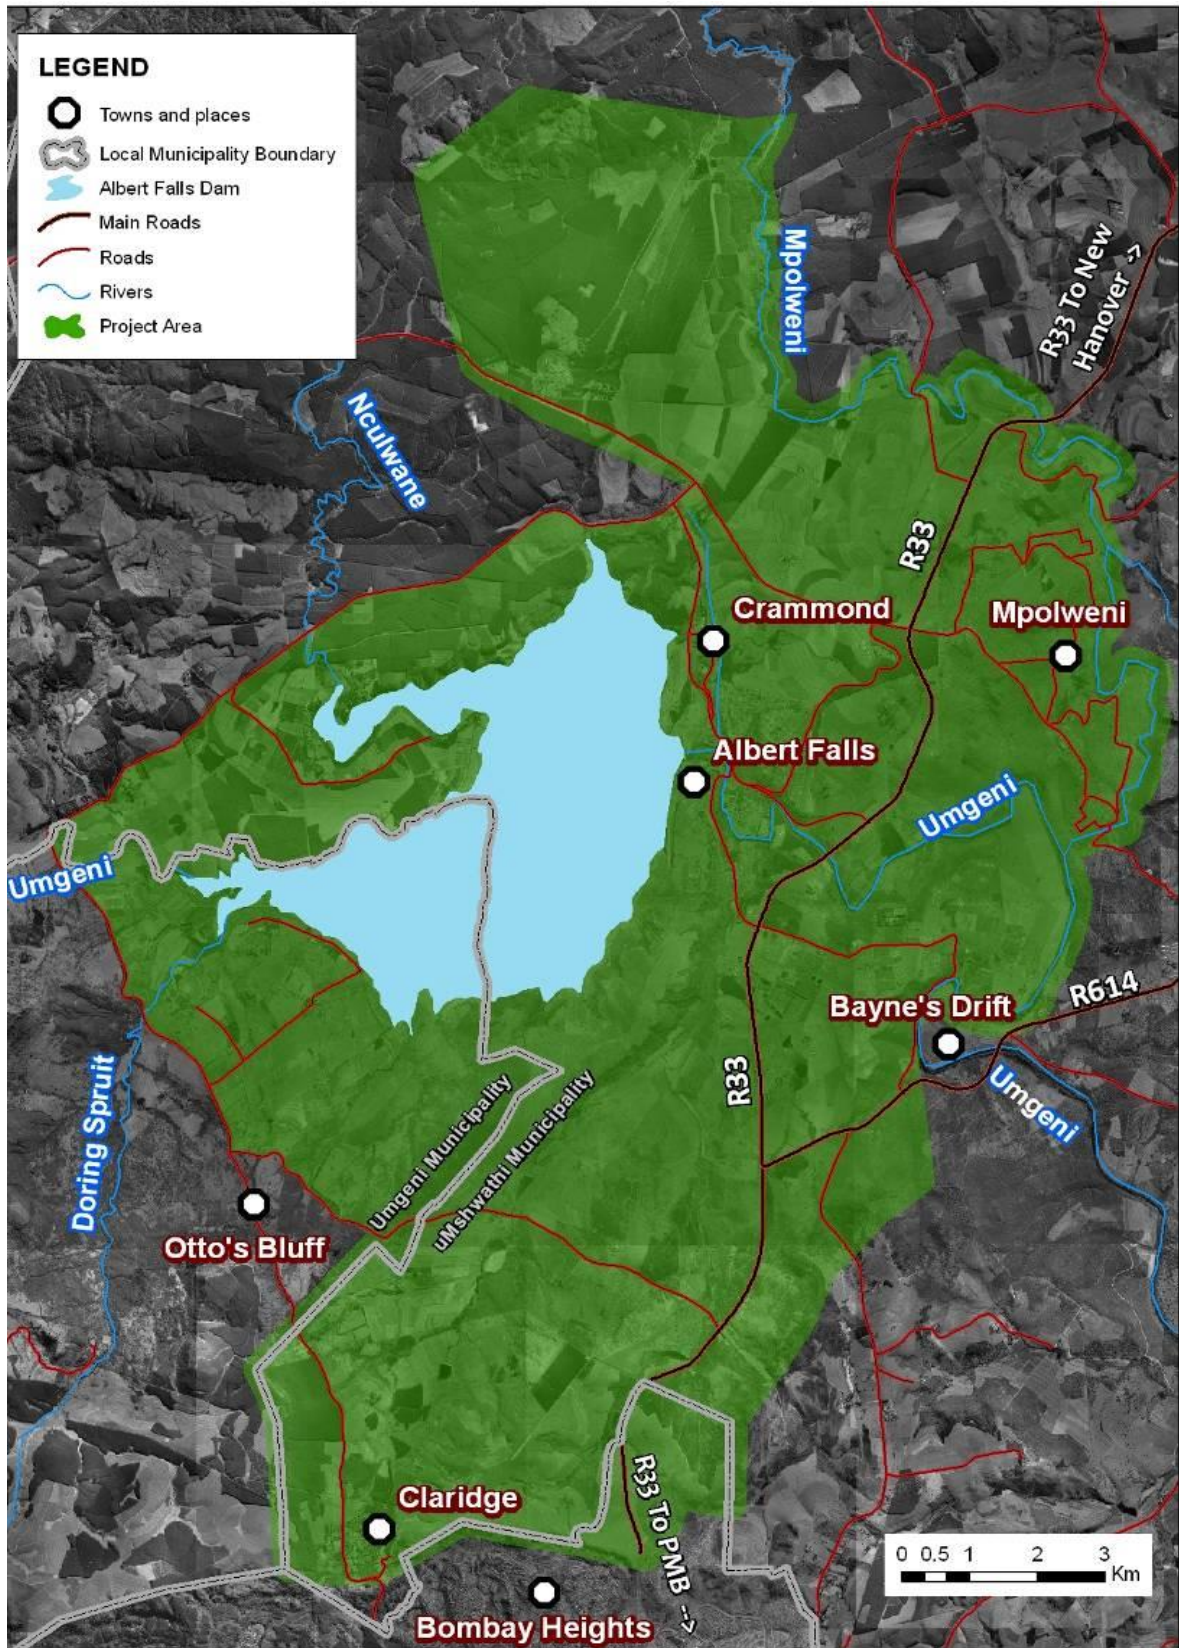 LEGEND
Towns and places
Local Municipality Boundary
Albert Falls Dam
Main Roads
Roads
Rivers
Project Area
Mpolweni
R33 To New
Hanover ->
Nculwane
R33
Crammond
Mpolweni
Albert Falls
Umgeni
Umgeni
R614
Bayne's Drift
R33
Umgeni
Doring Spruit
Umgeni Municipality
uMshwathi Municipality
Otto's Bluff
Claridge
R33 To PMB -->
Bombay Heights
0 0.5 1 2 3
Km